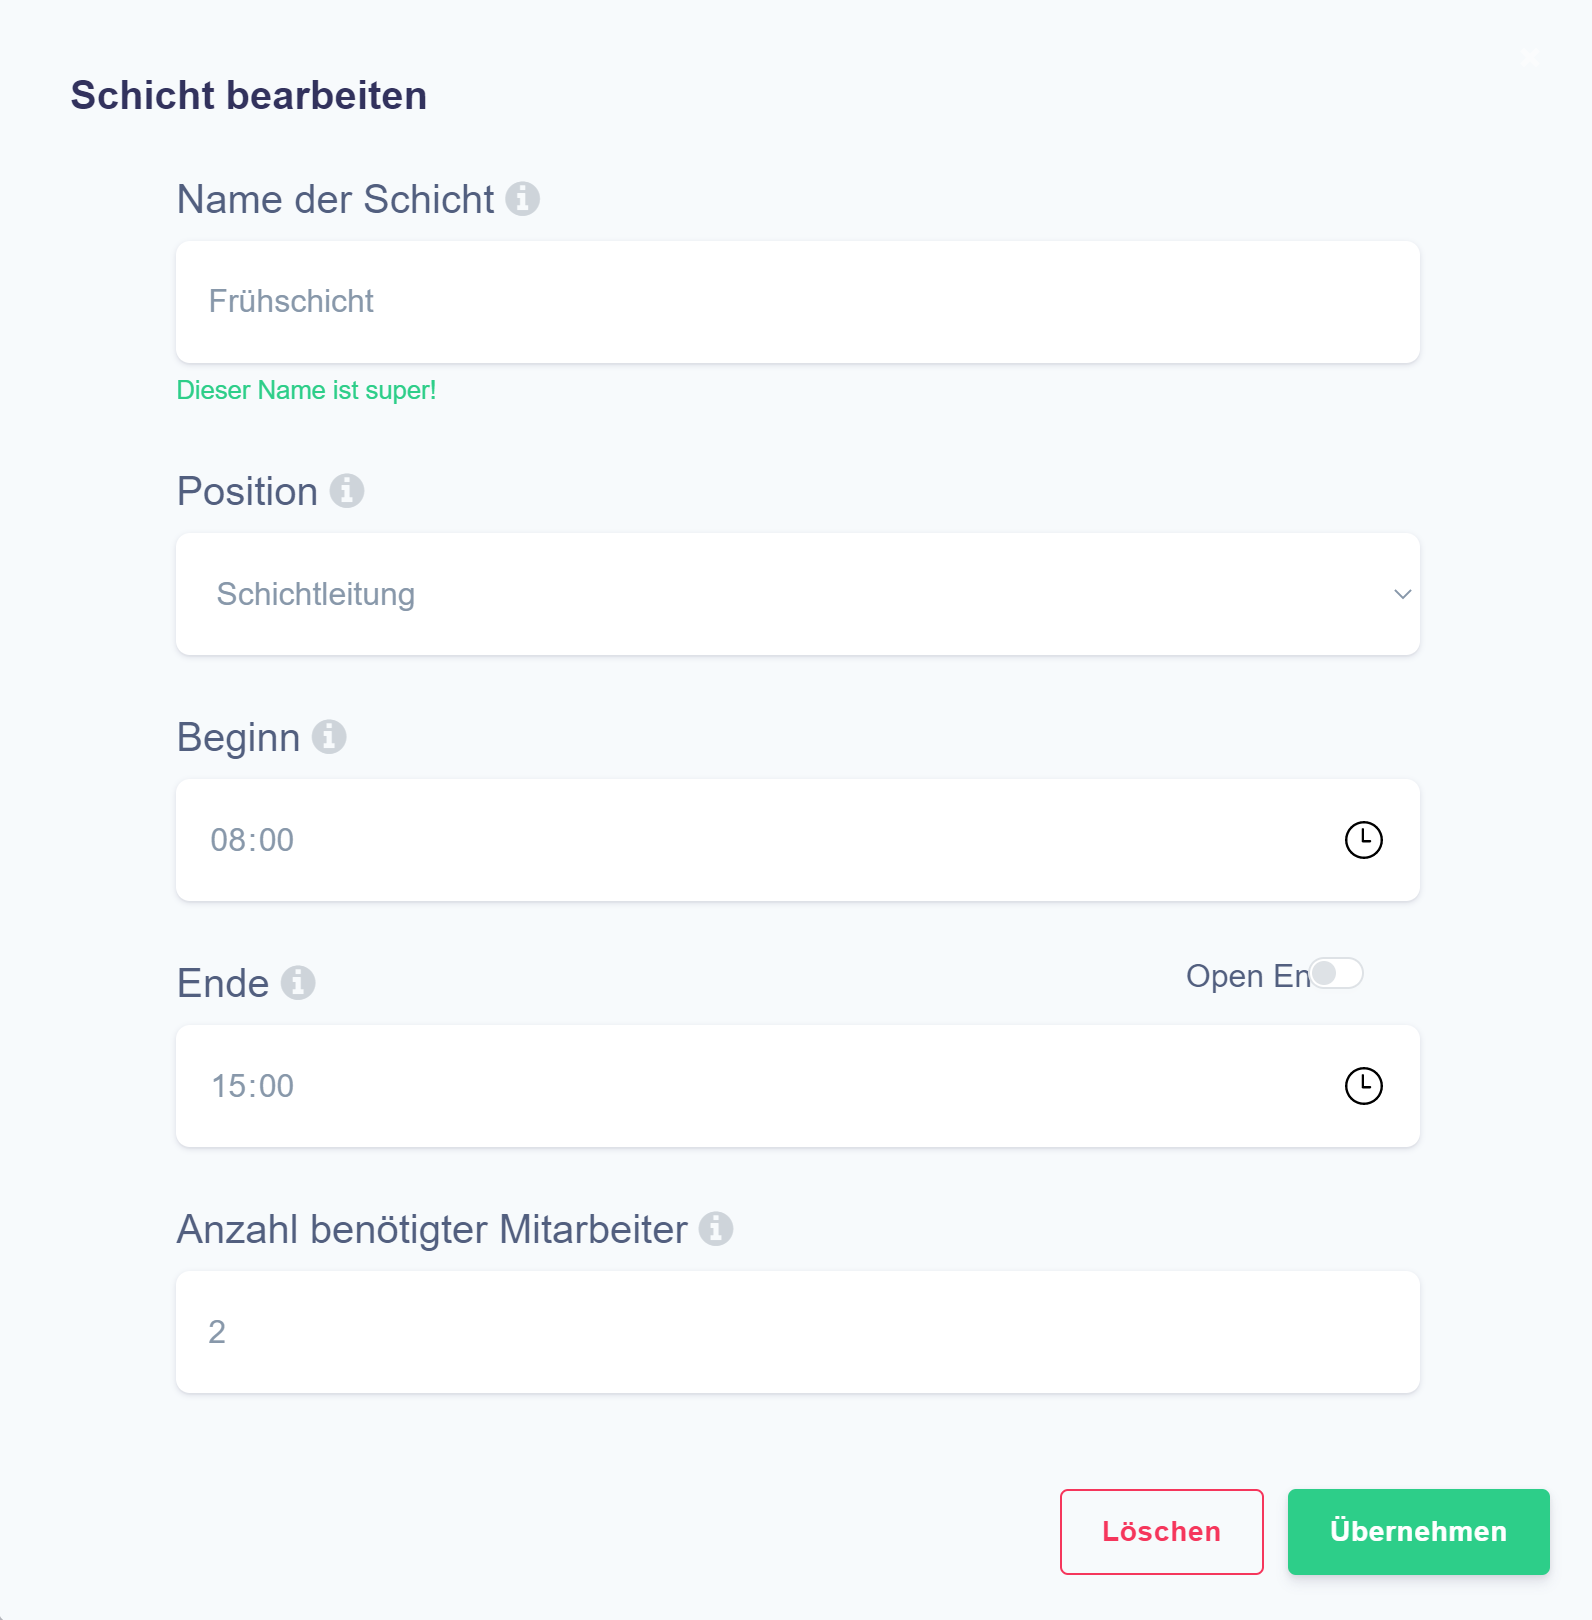 Schicht bearbeiten
Name der Schicht
Frühschicht
Dieser Name ist super!
Position
Schichtleitung
Beginn
08:00
Ende
Open En
15:00
Anzahl benötigter Mitarbeiter
2
Löschen
Übernehmen